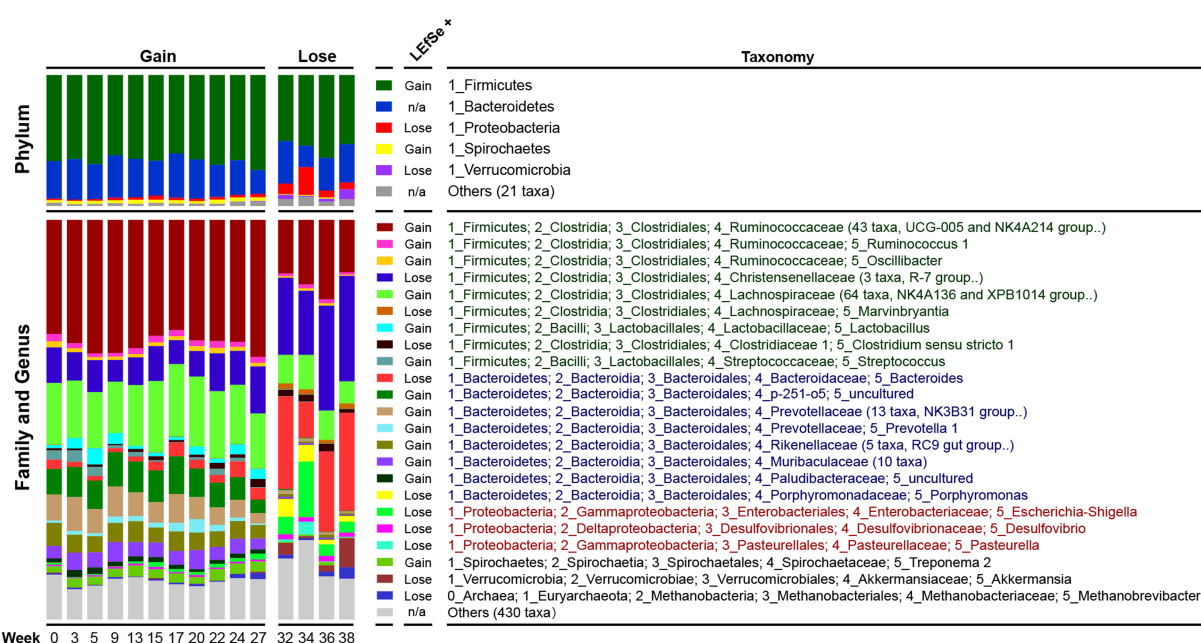 LEfSe +
Gain Lose Taxonomy
Phylum
Gain 1_Firmicutes
n/a 1_Bacteroidetes
Lose 1_Proteobacteria
Gain 1_Spirochaetes
Lose 1_Verrucomicrobia
n/a Others (21 taxa)
Family and Genus
Gain 1_Firmicutes; 2_Clostridia; 3_Clostridiales; 4_Ruminococcaceae (43 taxa, UCG-005 and NK4A214 group..)
Gain 1_Firmicutes; 2_Clostridia; 3_Clostridiales; 4_Ruminococcaceae; 5_Ruminococcus 1
Gain 1_Firmicutes; 2_Clostridia; 3_Clostridiales; 4_Ruminococcaceae; 5_Oscillibacter
Lose 1_Firmicutes; 2_Clostridia; 3_Clostridiales; 4_Christensenellaceae (3 taxa, R-7 group..)
Gain 1_Firmicutes; 2_Clostridia; 3_Clostridiales; 4_Lachnospiraceae (64 taxa, NK4A136 and XPB1014 group..)
Lose 1_Firmicutes; 2_Clostridia; 3_Clostridiales; 4_Lachnospiraceae; 5_Marvinbryantia
Gain 1_Firmicutes; 2_Bacilli; 3_Lactobacillales; 4_Lactobacillaceae; 5_Lactobacillus
Lose 1_Firmicutes; 2_Clostridia; 3_Clostridiales; 4_Clostridiaceae 1; 5_Clostridium sensu stricto 1
Gain 1_Firmicutes; 2_Bacilli; 3_Lactobacillales; 4_Streptococcaceae; 5_Streptococcus
Lose 1_Bacteroidetes; 2_Bacteroidia; 3_Bacteroidales; 4_Bacteroidaceae; 5_Bacteroides
Gain 1_Bacteroidetes; 2_Bacteroidia; 3_Bacteroidales; 4_p-251-o5; 5_uncultured
Gain 1_Bacteroidetes; 2_Bacteroidia; 3_Bacteroidales; 4_Prevotellaceae (13 taxa, NK3B31 group..)
Gain 1_Bacteroidetes; 2_Bacteroidia; 3_Bacteroidales; 4_Prevotellaceae; 5_Prevotella 1
Gain 1_Bacteroidetes; 2_Bacteroidia; 3_Bacteroidales; 4_Rikenellaceae (5 taxa, RC9 gut group..)
Gain 1_Bacteroidetes; 2_Bacteroidia; 3_Bacteroidales; 4_Muribaculaceae (10 taxa)
Gain 1_Bacteroidetes; 2_Bacteroidia; 3_Bacteroidales; 4_Paludibacteraceae; 5_uncultured
Lose 1_Bacteroidetes; 2_Bacteroidia; 3_Bacteroidales; 4_Porphyromonadaceae; 5_Porphyromonas
Lose 1_Proteobacteria; 2_Gammaproteobacteria; 3_Enterobacteriales; 4_Enterobacteriaceae; 5_Escherichia-Shigella
Lose 1_Proteobacteria; 2_Deltaproteobacteria; 3_Desulfovibrionales; 4_Desulfovibrionaceae; 5_Desulfovibrio
Lose 1_Proteobacteria; 2_Gammaproteobacteria; 3_Pasteurellales; 4_Pasteurellaceae; 5_Pasteurella
Gain 1_Spirochaetes; 2_Spirochaetia; 3_Spirochaetales; 4_Spirochaetaceae; 5_Treponema 2
Lose 1_Verrucomicrobia; 2_Verrucomicrobiae; 3_Verrucomicrobiales; 4_Akkermansiaceae; 5_Akkermansia
Lose 0_Archaea; 1_Euryarchaeota; 2_Methanobacteria; 3_Methanobacteriales; 4_Methanobacteriaceae; 5_Methanobrevibacter
n/a Others (430 taxa)
Week 0 3 5 9 13 15 17 20 22 24 27 32 34 36 38